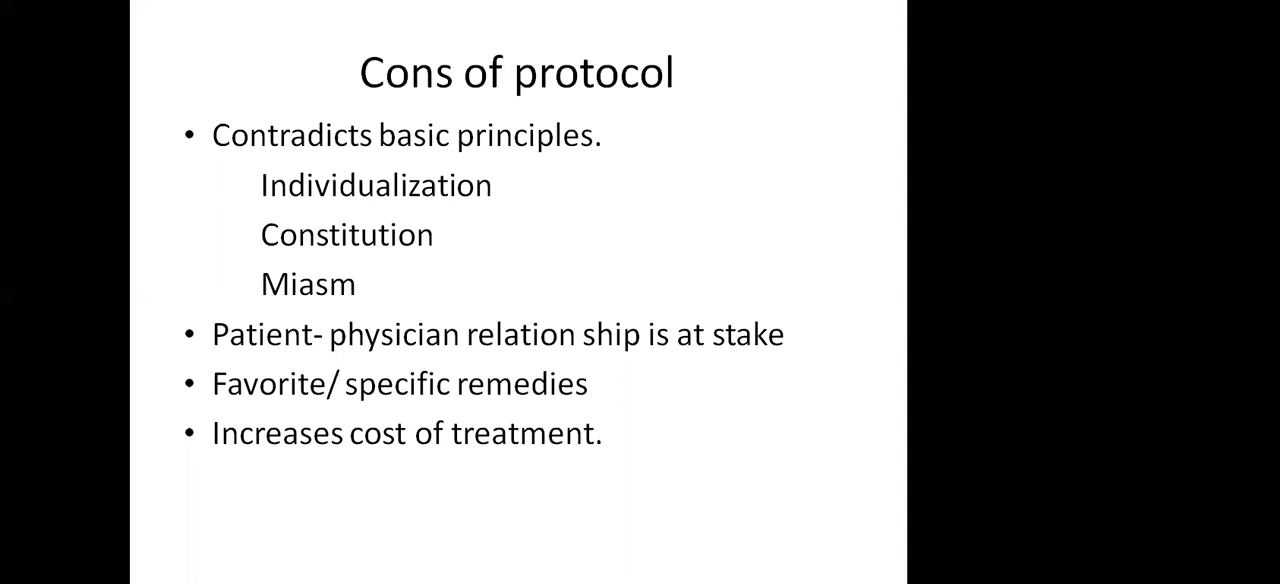 Cons of protocol
• Contradicts basic principles.
Individualization
Constitution
Miasm
• Patient- physician relation ship is at stake
• Favorite/ specific remedies
• Increases cost of treatment.